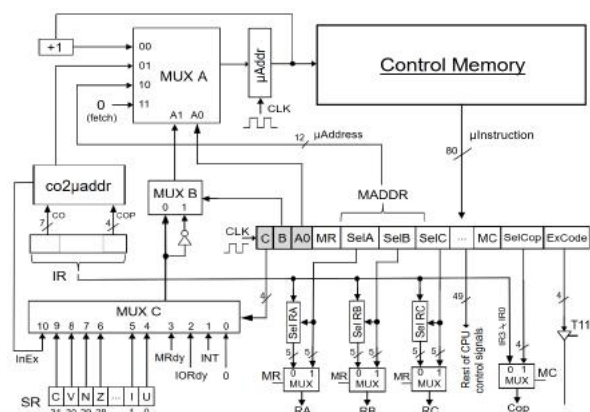 +1
00
01
10
11
MUX A
A1 A0
0
(fetch)
µAddr
CLK
Control Memory
12 µAddress
µInstruction
80
co2µaddr
7 CO
COP 4
IR
MUX B
0 1
MADDR
CLK
C B A0 MR SelA SelB SelC ... MC SelCop ExCode
4
MUX C
10 9 8 7 6 5 4 3 2 1 0
InEx
MRdy
IORdy
INT
0
SR
C V N Z ... I U
31 30 29 28 1 0
Sel RA
Sel RB
Sel RC
5 5
5 5
5 5
MR
0 1
MUX
RA
MR
0 1
MUX
RB
MR
0 1
MUX
RC
49
Rest of CPU
control signals
IR3
IR0
4
0 1
MUX
MC
Cop
4
T11